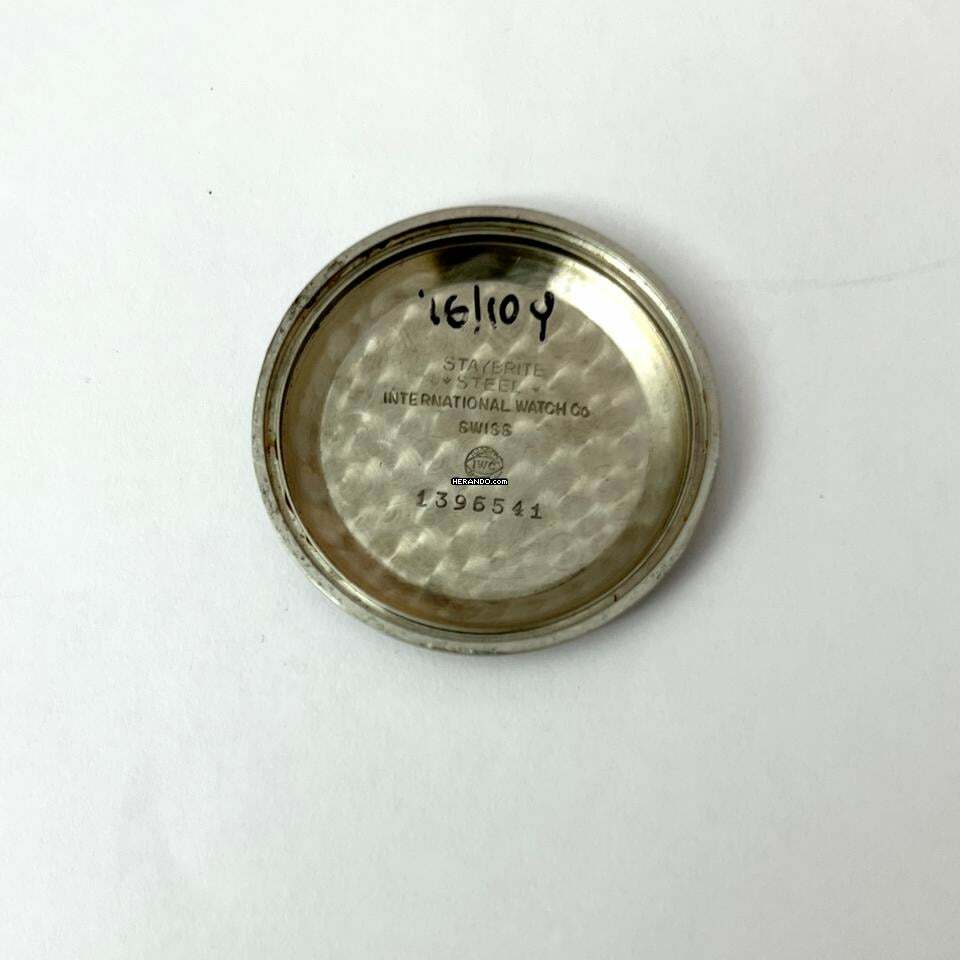 STAYBRITE
STEEL
INTERNATIONAL WATCH Co
SWISS
IWC
HERANDO.com
1396541